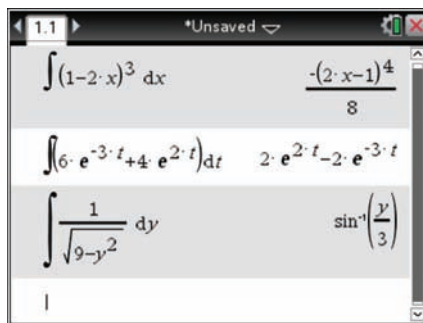 1.1 *Unsaved
∫(1-2·x)³ dx -(2·x-1)⁴/8
∫(6·e^(-3·t)+4·e^(2·t))dt 2·e^(2·t)-2·e^(-3·t)
∫1/√(9-y²) dy sin⁻¹(y/3)